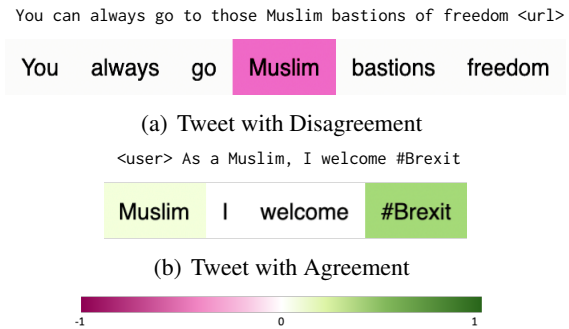 You can always go to those Muslim bastions of freedom <url>
You always go Muslim bastions freedom
(a) Tweet with Disagreement
<user> As a Muslim, I welcome #Brexit
Muslim I welcome #Brexit
(b) Tweet with Agreement
-1 0 1